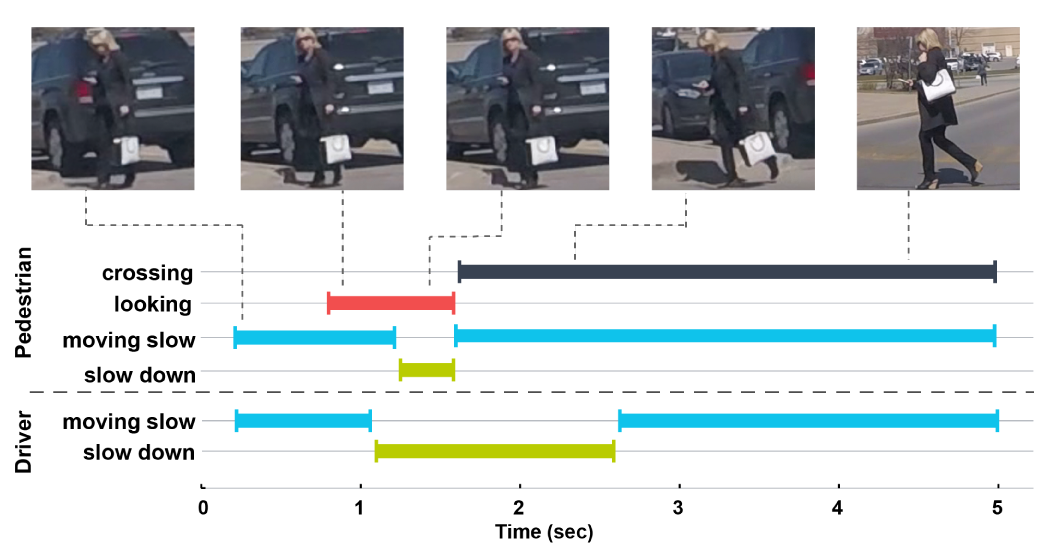 Pedestrian
crossing
looking
moving slow
slow down
Driver
moving slow
slow down
0 1 2 3 4 5
Time (sec)